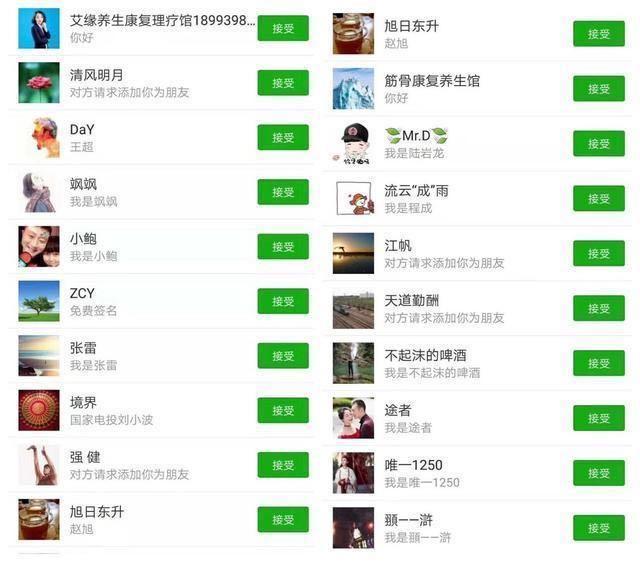 艾缘养生康复理疗馆1899398...
你好
接受
清风明月
对方请求添加你为朋友
接受
DaY
王超
接受
飒飒
我是飒飒
接受
小鲍
我是小鲍
接受
ZCY
免费签名
接受
张雷
我是张雷
接受
境界
国家电投刘小波
接受
强 健
对方请求添加你为朋友
接受
旭日东升
赵旭
接受
旭日东升
赵旭
接受
筋骨康复养生馆
你好
接受
🍃Mr.D🍃
我是陆岩龙
接受
流云“成”雨
我是程成
接受
江帆
对方请求添加你为朋友
接受
天道勤酬
对方请求添加你为朋友
接受
不起沫的啤酒
我是不起沫的啤酒
接受
途者
我是途者
接受
唯一1250
我是唯一1250
接受
一一浒
我是一一浒
接受